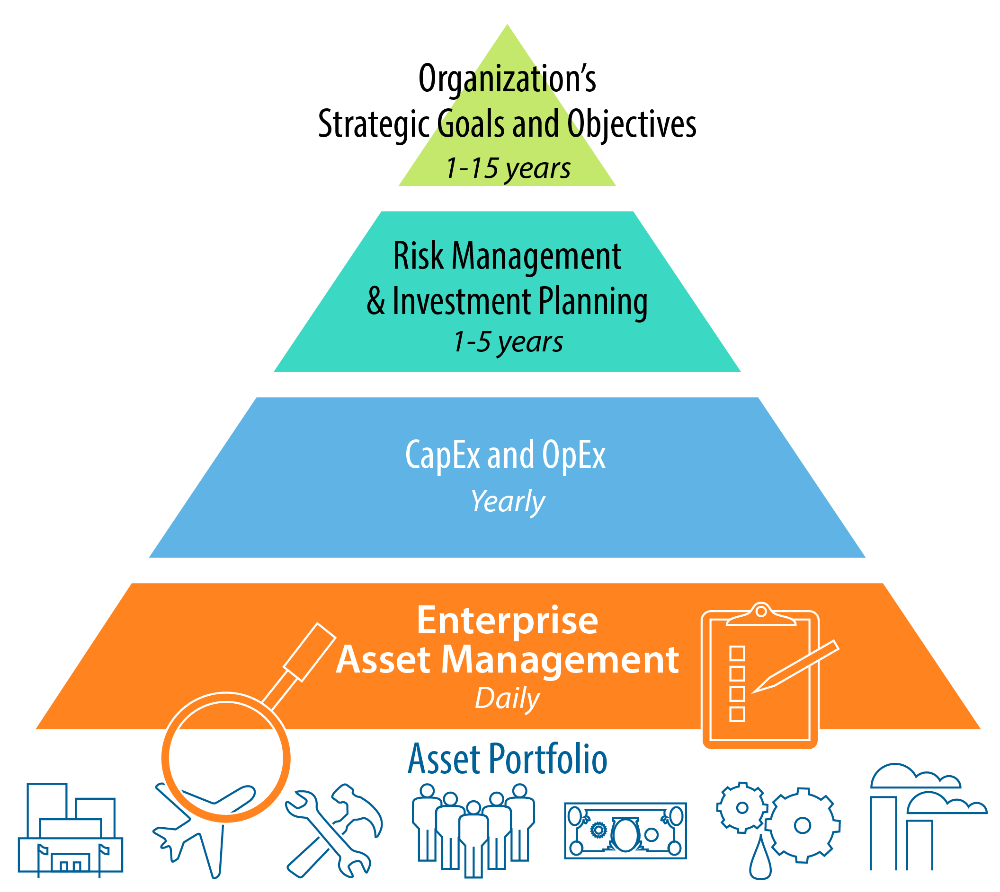 Organization’s
Strategic Goals and Objectives
1-15 years
Risk Management
& Investment Planning
1-5 years
CapEx and OpEx
Yearly
Enterprise
Asset Management
Daily
Asset Portfolio